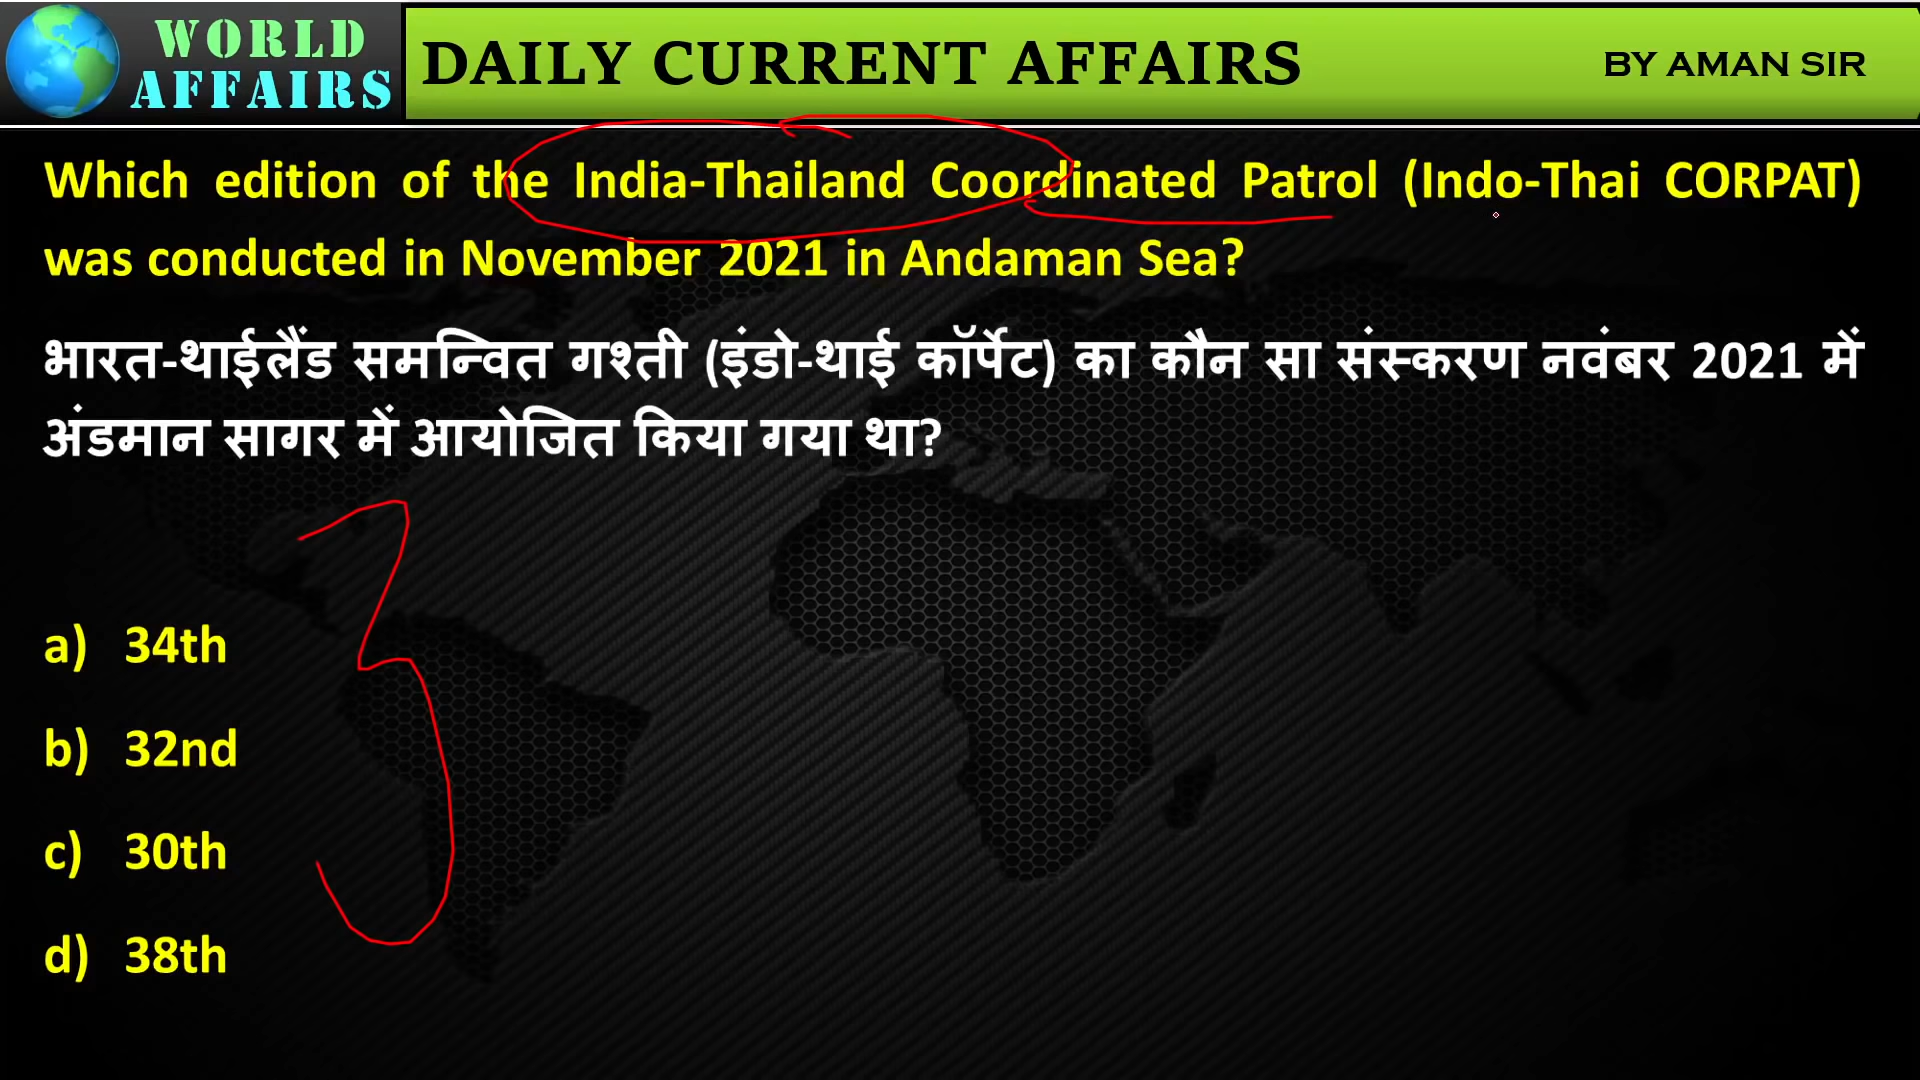 WORLD AFFAIRS
DAILY CURRENT AFFAIRS
BY AMAN SIR
Which edition of the India-Thailand Coordinated Patrol (Indo-Thai CORPAT)
was conducted in November 2021 in Andaman Sea?
भारत-थाईलैंड समन्वित गश्ती (इंडो-थाई कॉर्पेट) का कौन सा संस्करण नवंबर 2021 में
अंडमान सागर में आयोजित किया गया था?
a) 34th
b) 32nd
c) 30th
d) 38th